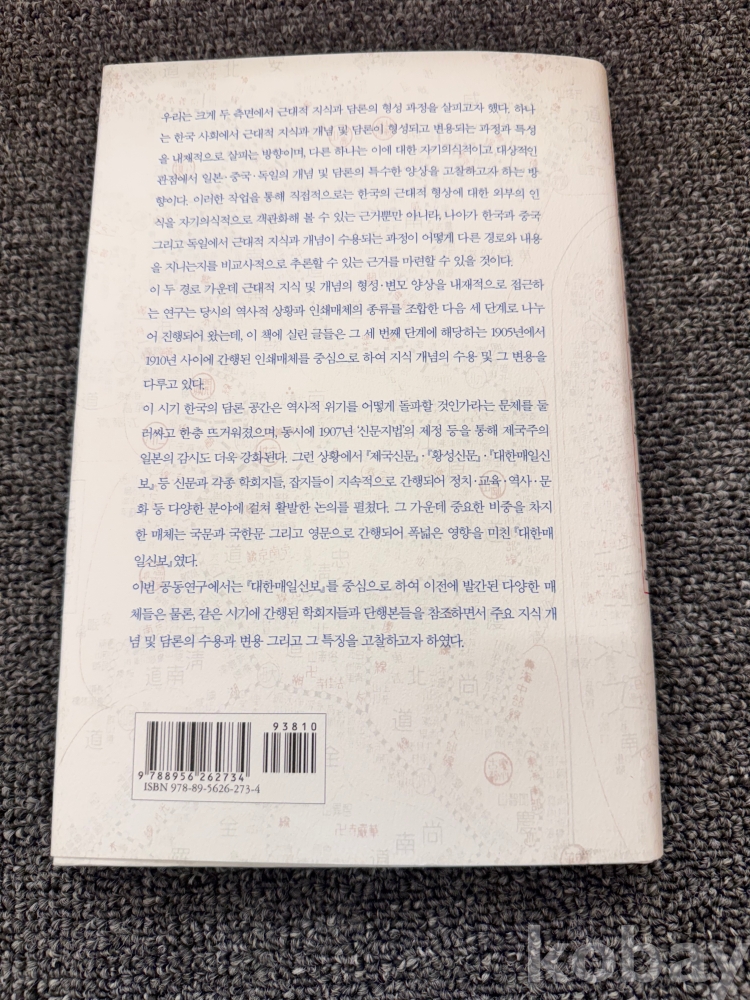 우리는 크게 두 측면에서 근대적 지식과 담론의 형성 과정을 살피고자 했다. 하나
는 한국 사회에서 근대적 지식과 개념 및 담론이 형성되고 변용되는 과정과 특성
을 내재적으로 살피는 방향이며, 다른 하나는 이에 대한 자기의식적이고 대상적인
관점에서 일본·중국·독일의 개념 및 담론의 특수한 양상을 고찰하고자 하는 방
향이다. 이러한 작업을 통해 직접적으로는 한국의 근대적 형상에 대한 외부의 인
식을 자기의식적으로 객관화해 볼 수 있는 근거뿐만 아니라, 나아가 한국과 중국
그리고 독일에서 근대적 지식과 개념이 수용되는 과정이 어떻게 다른 경로와 내용
을 지니는지를 비교사적으로 추론할 수 있는 근거를 마련할 수 있을 것이다.
이 두 경로 가운데 근대적 지식 및 개념의 형성·변모 양상을 내재적으로 접근하
는 연구는 당시의 역사적 상황과 인쇄매체의 종류를 조합한 다음 세 단계로 나누
어 진행되어 왔는데, 이 책에 실린 글들은 그 세 번째 단계에 해당하는 1905년에서
1910년 사이에 간행된 인쇄매체를 중심으로 하여 지식 개념의 수용 및 그 변용을
다루고 있다.
이 시기 한국의 담론 공간은 역사적 위기를 어떻게 돌파할 것인가라는 문제를 둘
러싸고 한층 뜨거워졌으며, 동시에 1907년 '신문지법'의 제정 등을 통해 제국주의
일본의 감시도 더욱 강화된다. 그런 상황에서 『제국신문』·『황성신문』·『대한매일신
보』 등 신문과 각종 학회지들, 잡지들이 지속적으로 간행되어 정치·교육·역사·문
화 등 다양한 분야에 걸쳐 활발한 논의를 펼쳤다. 그 가운데 중요한 비중을 차지
한 매체는 국문과 국한문 그리고 영문으로 간행되어 폭넓은 영향을 미친 『대한매
일신보』였다.
이번 공동연구에서는 『대한매일신보』를 중심으로 하여 이전에 발간된 다양한 매
체들은 물론, 같은 시기에 간행된 학회지들과 단행본들을 참조하면서 주요 지식 개
념 및 담론의 수용과 변용 그리고 그 특징을 고찰하고자 하였다.
93810
9 788956 262734
ISBN 978-89-5626-273-4
kobay